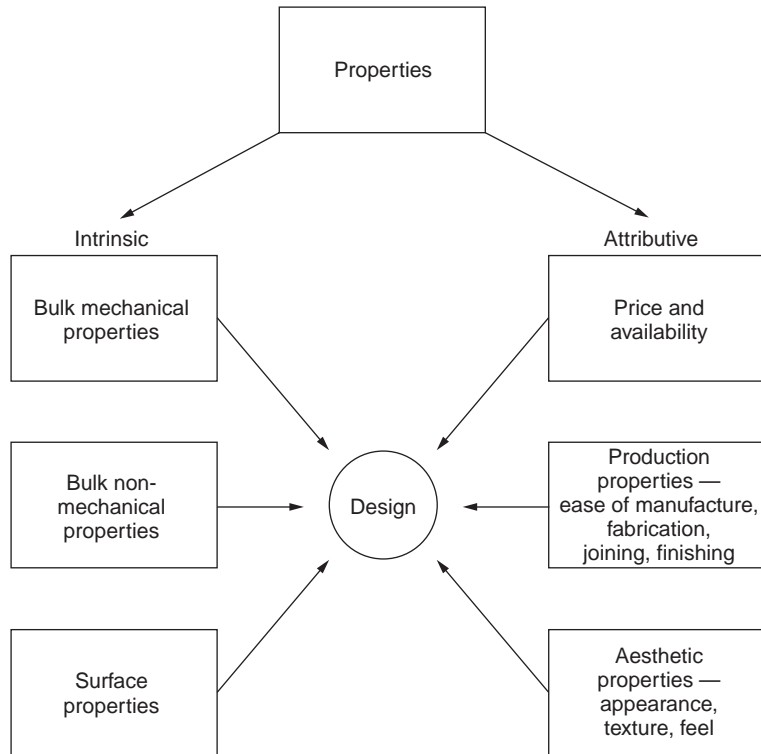 Properties
Intrinsic
Attributive
Bulk mechanical
properties
Price and
availability
Bulk non-
mechanical
properties
Design
Production
properties —
ease of manufacture,
fabrication,
joining, finishing
Surface
properties
Aesthetic
properties —
appearance,
texture, feel